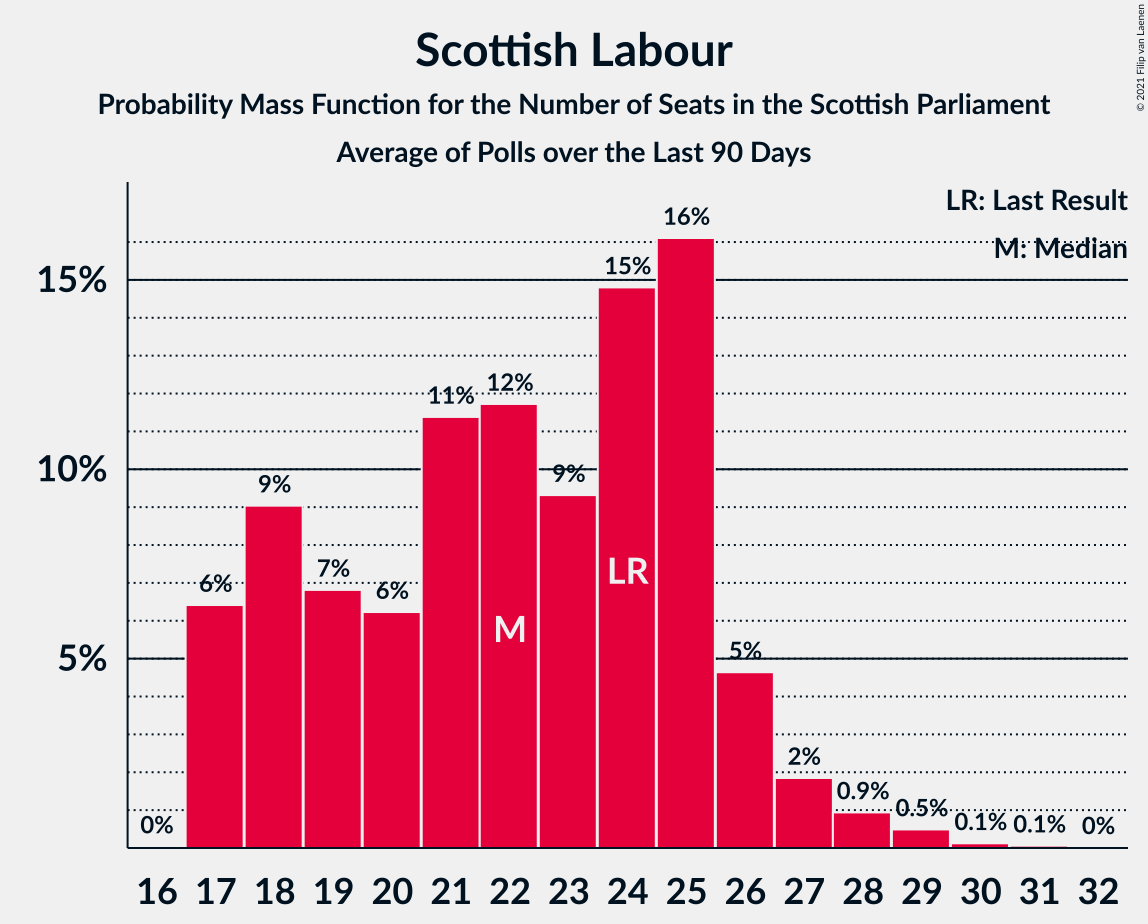 Scottish Labour
Probability Mass Function for the Number of Seats in the Scottish Parliament
Average of Polls over the Last 90 Days
© 2021 Filip van Laenen
LR: Last Result
M: Median
16%
15%
15%
12%
11%
10%
9%
9%
7%
6%
6%
LR
M
5%
5%
2%
0.9%
0.5%
0%
0.1%
0.1%
0%
16 17 18 19 20 21 22 23 24 25 26 27 28 29 30 31 32